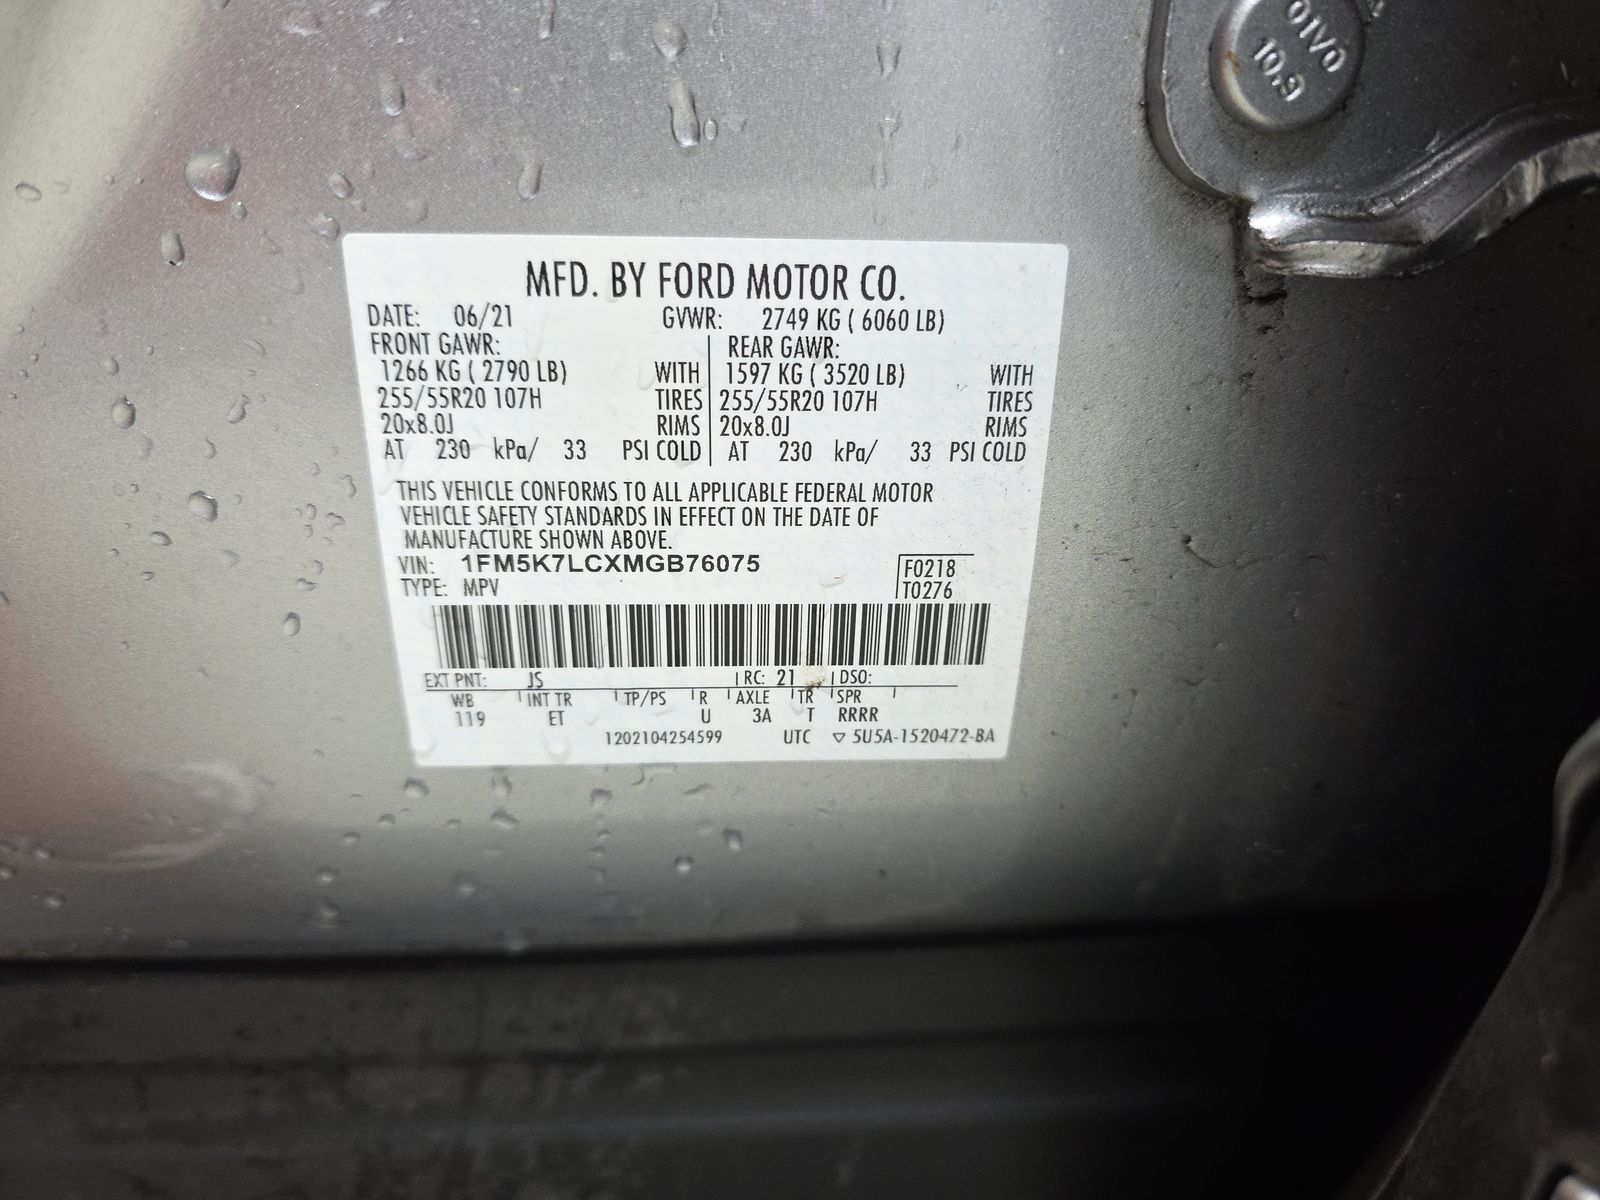 01V0
10.9
MFD. BY FORD MOTOR CO.
DATE: 06/21 GVWR: 2749 KG ( 6060 LB)
FRONT GAWR: REAR GAWR:
1266 KG ( 2790 LB) WITH 1597 KG ( 3520 LB) WITH
255/55R20 107H TIRES 255/55R20 107H TIRES
20x8.0J RIMS 20x8.0J RIMS
AT 230 kPa/ 33 PSI COLD AT 230 kPa/ 33 PSI COLD
THIS VEHICLE CONFORMS TO ALL APPLICABLE FEDERAL MOTOR
VEHICLE SAFETY STANDARDS IN EFFECT ON THE DATE OF
MANUFACTURE SHOWN ABOVE.
VIN: 1FM5K7LCXMGB76075 F0218
TYPE: MPV T0276
EXT PNT: JS RC: 21 DSO:
WB INT TR TP/PS R AXLE TR SPR
119 ET U 3A T RRRR
1202104254599 UTC ▽ 5U5A-1520472-BA